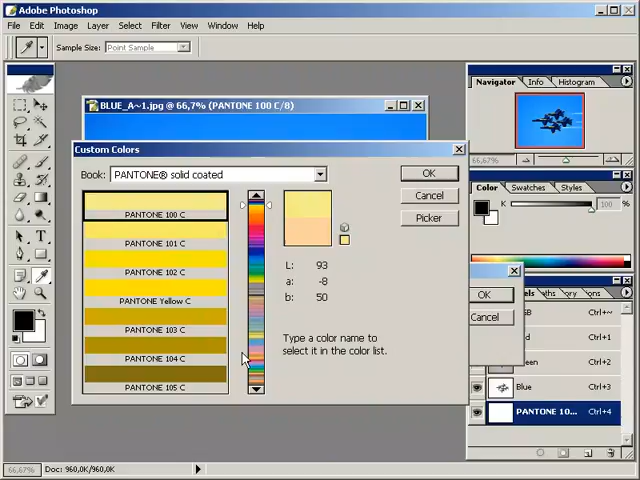 Adobe Photoshop
File Edit Image Layer Select Filter View Window Help
Sample Size: Point Sample
BLUE_A~1.jpg @ 66,7% (PANTONE 100 C/8)
Navigator Info Histogram
66,67%
Custom Colors
Book: PANTONE® solid coated
OK
Cancel
Picker
PANTONE 100 C
PANTONE 101 C
PANTONE 102 C
PANTONE Yellow C
PANTONE 103 C
PANTONE 104 C
PANTONE 105 C
L: 93
a: -8
b: 50
Type a color name to
select it in the color list.
Color Swatches Styles
K 100 %
OK
Cancel
Ctrl+~
Ctrl+1
Ctrl+2
Blue Ctrl+3
PANTONE 10... Ctrl+4
66,67% Doc: 960,0K/960,0K